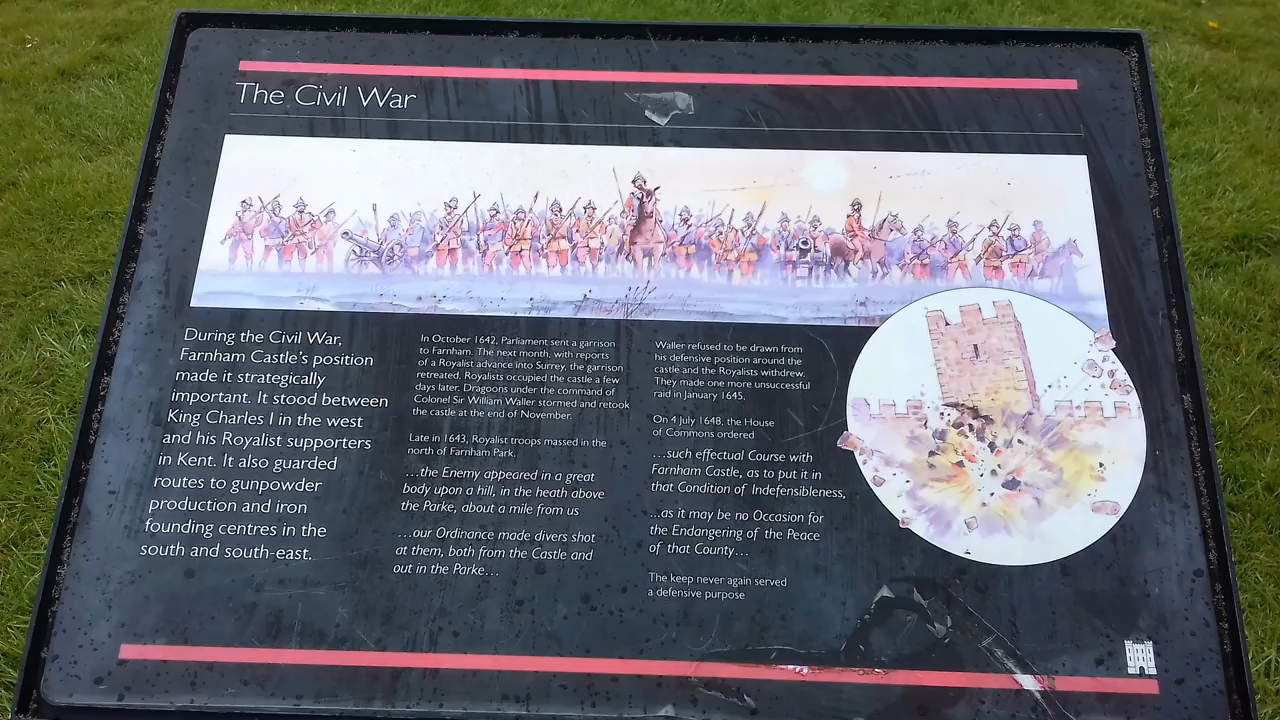 The Civil War
During the Civil War,
Farnham Castle's position
made it strategically
important. It stood between
King Charles I in the west
and his Royalist supporters
in Kent. It also guarded
routes to gunpowder
production and iron
founding centres in the
south and south-east.
In October 1642, Parliament sent a garrison
to Farnham. The next month, with reports
of a Royalist advance into Surrey, the garrison
retreated. Royalists occupied the castle a few
days later. Dragoons under the command of
Colonel Sir William Waller stormed and retook
the castle at the end of November.
Late in 1643, Royalist troops massed in the
north of Farnham Park.
...the Enemy appeared in a great
body upon a hill, in the heath above
the Parke, about a mile from us
...our Ordinance made divers shot
at them, both from the Castle and
out in the Parke...
Waller refused to be drawn from
his defensive position around the
castle and the Royalists withdrew.
They made one more unsuccessful
raid in January 1645.
On 4 July 1648, the House
of Commons ordered
...such effectual Course with
Farnham Castle, as to put it in
that Condition of Indefensibleness,
...as it may be no Occasion for
the Endangering of the Peace
of that County...
The keep never again served
a defensive purpose